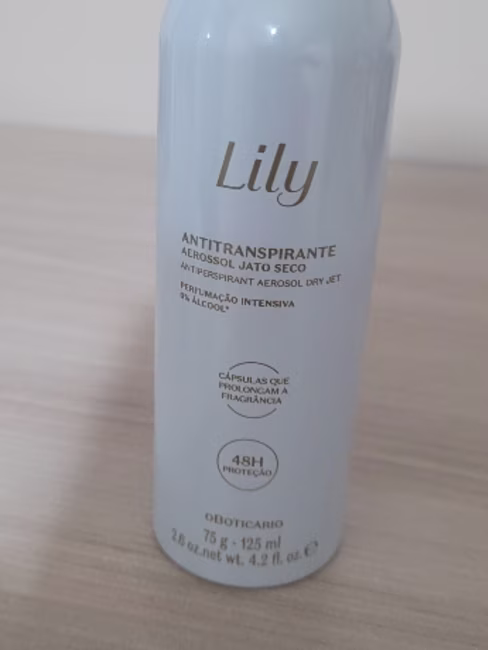 Lily
ANTITRANSPIRANTE
AEROSSOL JATO SECO
ANTIPERSPIRANT AEROSOL DRY JET
PERFUMAÇÃO INTENSIVA
0% ÁLCOOL*
CÁPSULAS QUE
PROLONGAM A
FRAGRÂNCIA
48H
PROTEÇÃO
oBOTICÁRIO
75 g - 125 ml
2.6 oz.net wt. 4.2 fl. oz. ℮